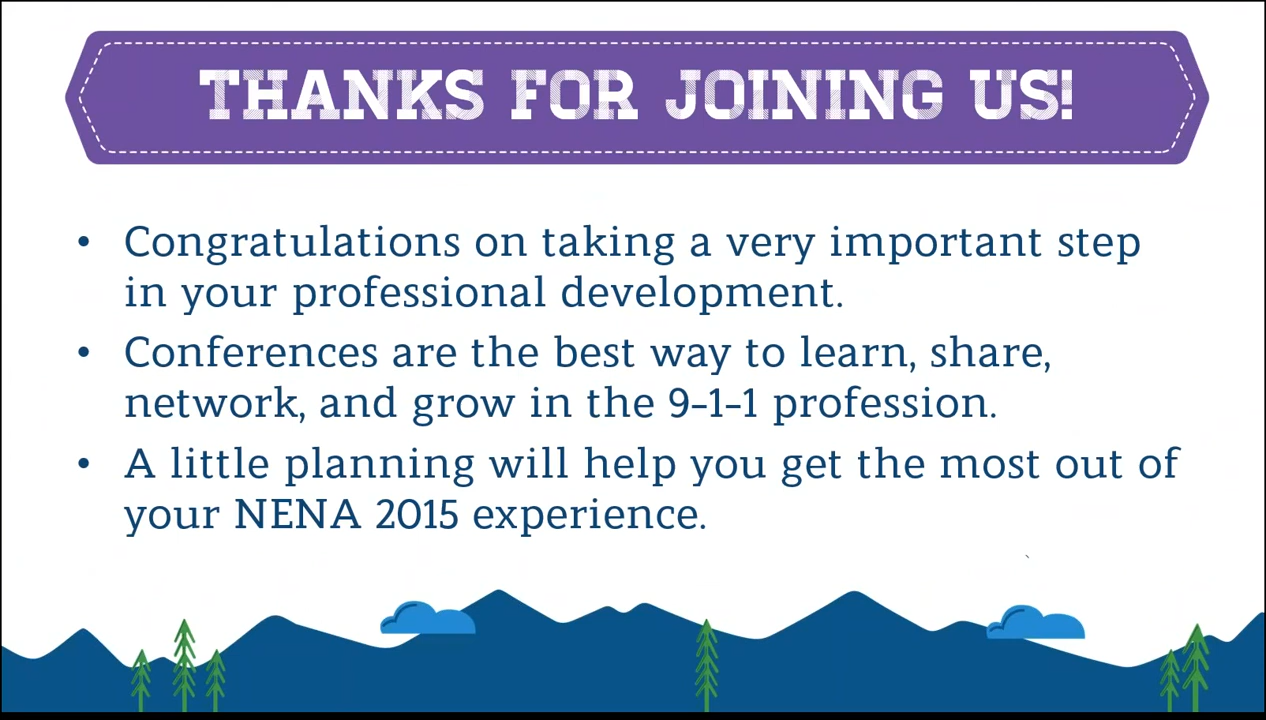 THANKS FOR JOINING US!
• Congratulations on taking a very important step
in your professional development.
• Conferences are the best way to learn, share,
network, and grow in the 9-1-1 profession.
• A little planning will help you get the most out of
your NENA 2015 experience.